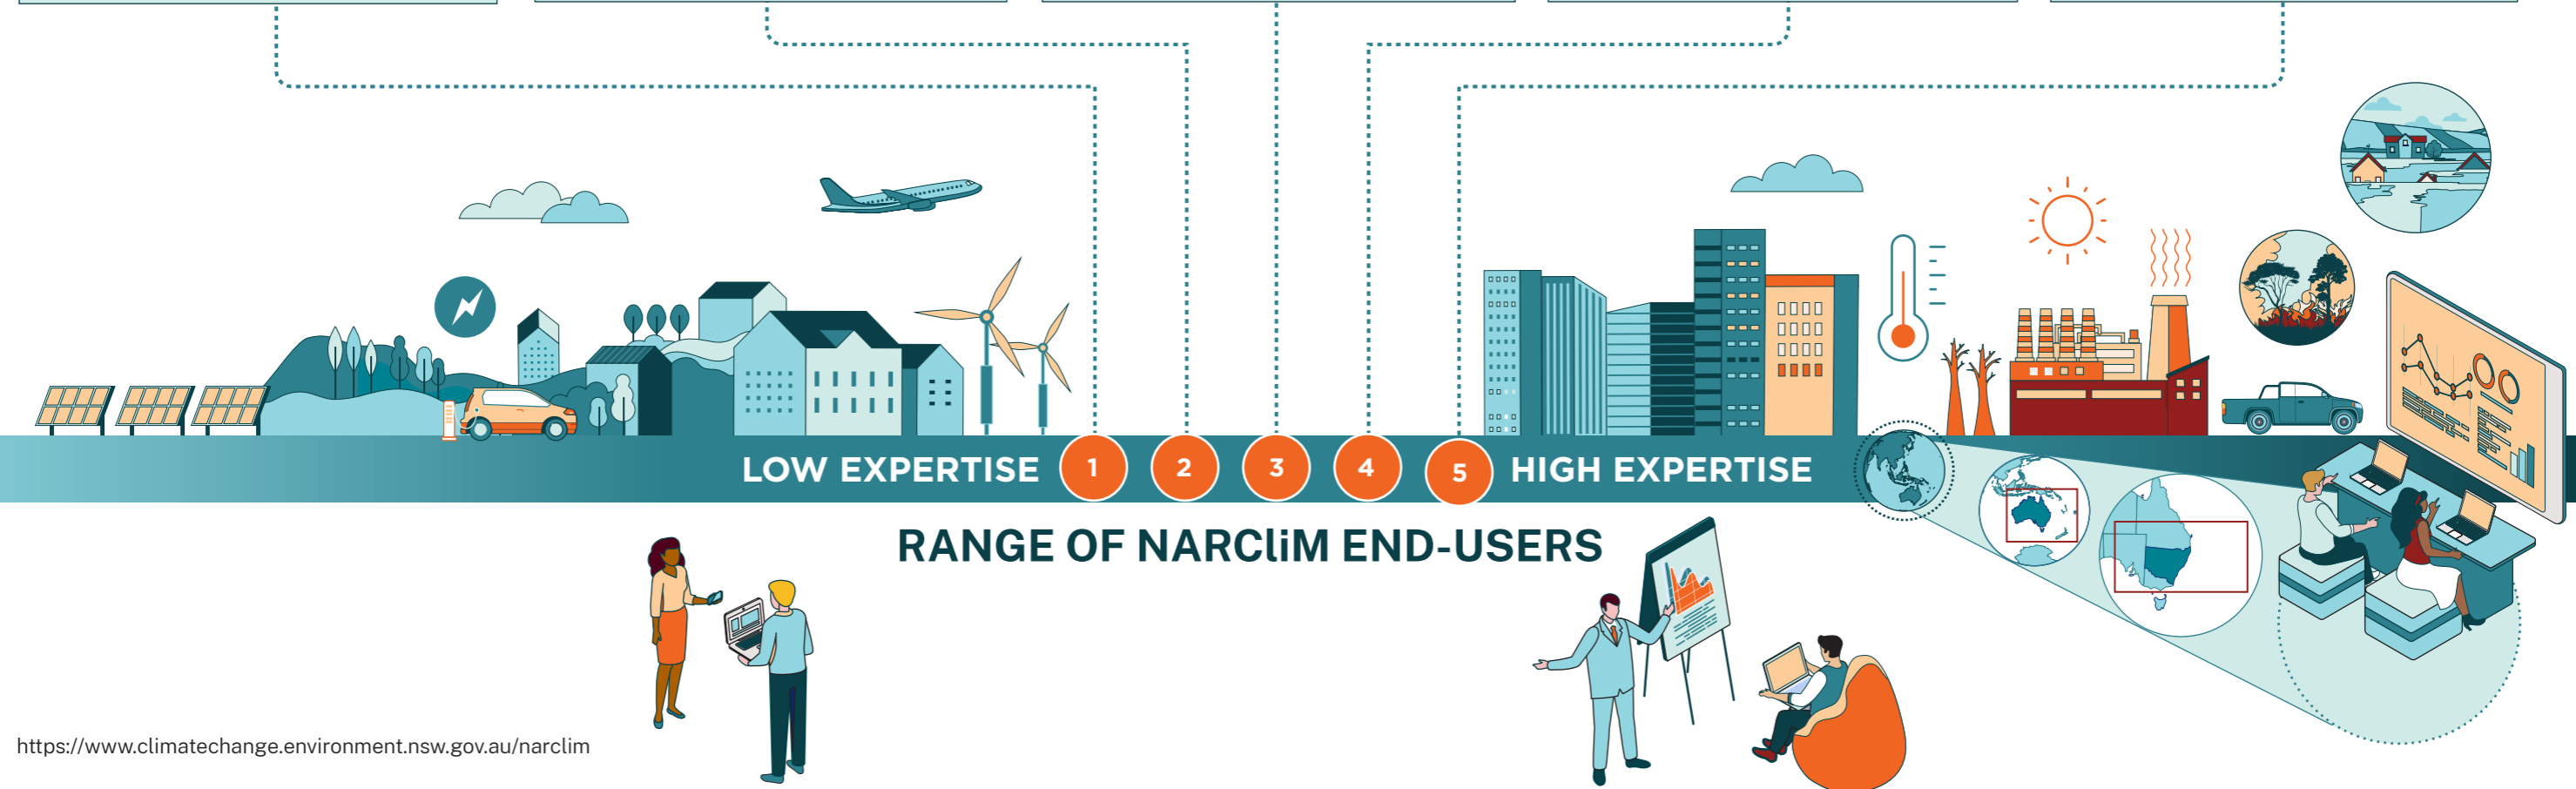 LOW EXPERTISE 1 2 3 4 5 HIGH EXPERTISE
RANGE OF NARCliM END-USERS
https://www.climatechange.environment.nsw.gov.au/narclim